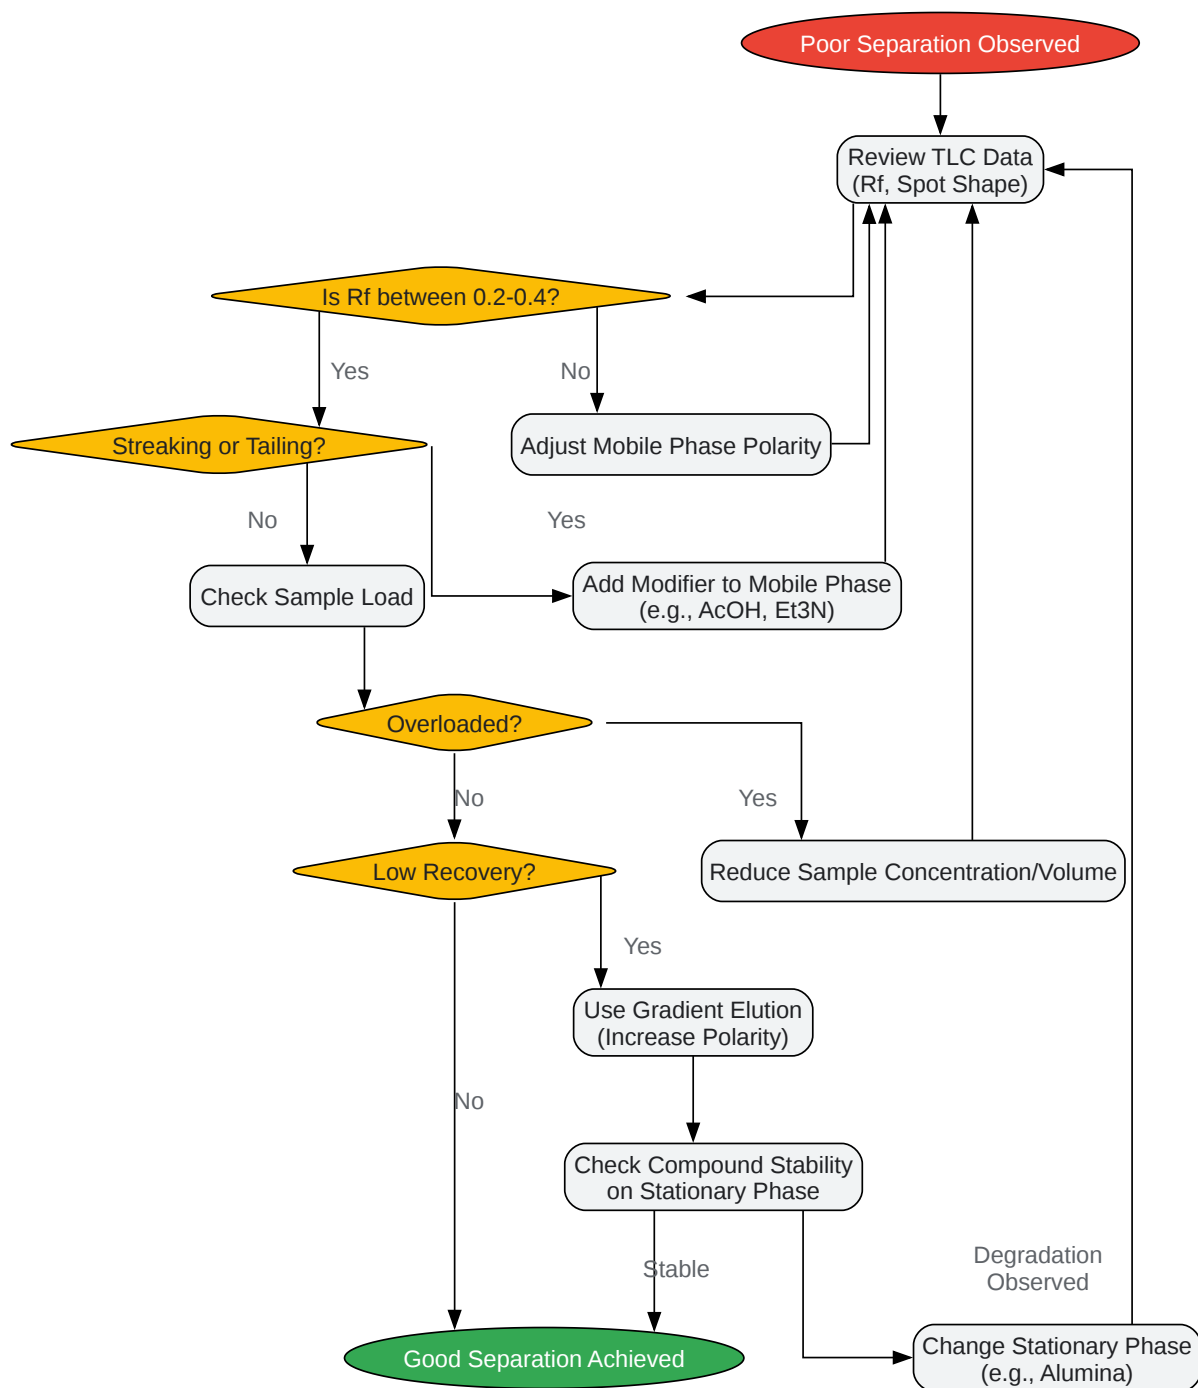 Poor Separation Observed
Review TLC Data
(Rf, Spot Shape)
Is Rf between 0.2-0.4?
Yes
No
Streaking or Tailing?
Adjust Mobile Phase Polarity
No
Yes
Check Sample Load
Add Modifier to Mobile Phase
(e.g., AcOH, Et3N)
Overloaded?
No
Yes
Low Recovery?
Reduce Sample Concentration/Volume
Yes
Use Gradient Elution
(Increase Polarity)
No
Check Compound Stability
on Stationary Phase
Stable
Degradation
Observed
Good Separation Achieved
Change Stationary Phase
(e.g., Alumina)